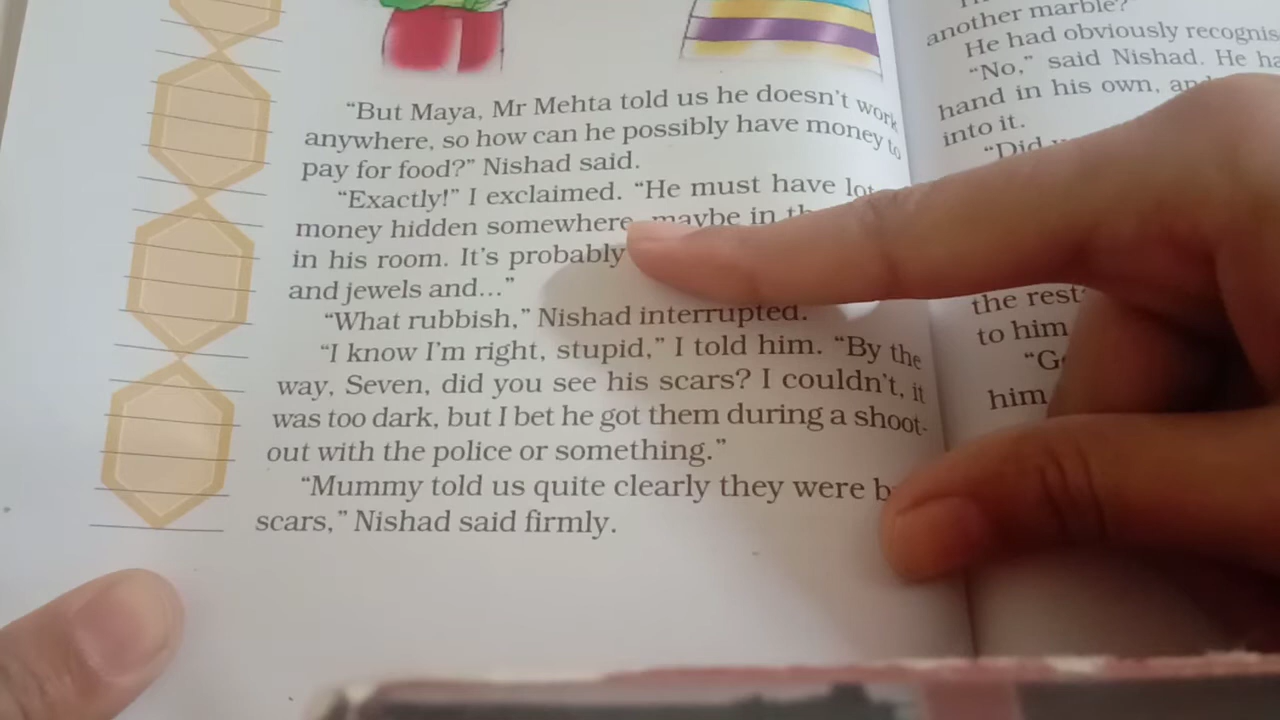 “But Maya, Mr Mehta told us he doesn’t work
anywhere, so how can he possibly have money to
pay for food?” Nishad said.
“Exactly!” I exclaimed. “He must have
money hidden somewhere, maybe in
in his room. It’s probably
and jewels and...”
“What rubbish,” Nishad interrupted.
“I know I’m right, stupid,” I told him. “By the
way, Seven, did you see his scars? I couldn’t, it
was too dark, but I bet he got them during a shoot-
out with the police or something.”
“Mummy told us quite clearly they were
scars,” Nishad said firmly.
another marble?”
He had obviously
“No,” said Nishad. He
hand in his own,
into it.
“Did
the rest
to him
him